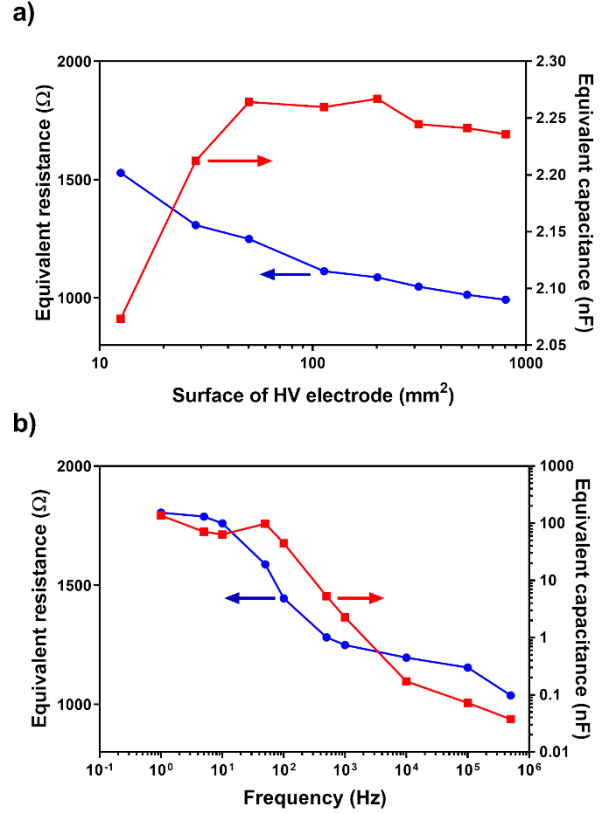 a)
Equivalent resistance (Ω)
2000
1500
1000
2.30
2.25
2.20
2.15
2.10
2.05
Equivalent capacitance (nF)
10
100
1000
Surface of HV electrode (mm²)
b)
Equivalent resistance (Ω)
2000
1500
1000
1000
100
10
1
0.1
0.01
Equivalent capacitance (nF)
10⁻¹ 10⁰ 10¹ 10² 10³ 10⁴ 10⁵ 10⁶
Frequency (Hz)